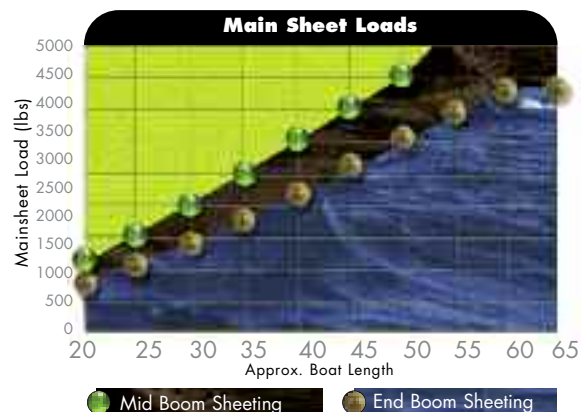 Main Sheet Loads
5000
4500
4000
3500
3000
2500
2000
1500
1000
500
0
Mainsheet Load (lbs)
20 25 30 35 40 45 50 55 60 65
Approx. Boat Length
Mid Boom Sheeting
End Boom Sheeting